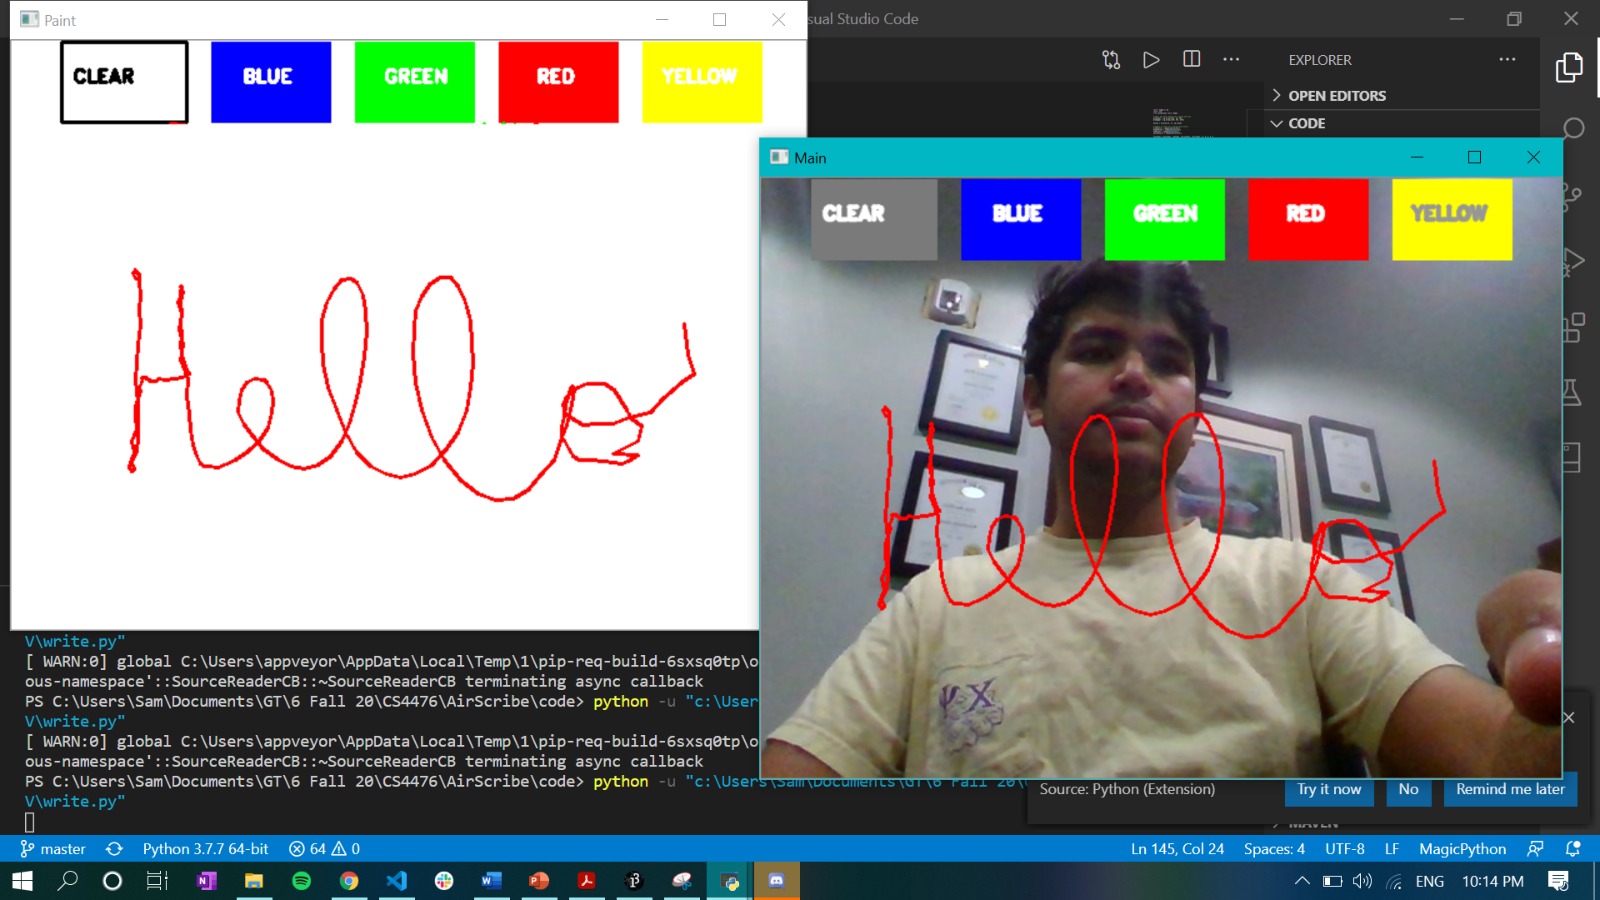 Paint
CLEAR BLUE GREEN RED YELLOW
Hello
sual Studio Code
EXPLORER
OPEN EDITORS
CODE
Main
CLEAR BLUE GREEN RED YELLOW
ΨX
V\write.py"
[ WARN:0] global C:\Users\appveyor\AppData\Local\Temp\1\pip-req-build-6sxsq0tp\o
ous-namespace'::SourceReaderCB::~SourceReaderCB terminating async callback
PS C:\Users\Sam\Documents\GT\6 Fall 20\CS4476\AirScribe\code> python -u "c:\User
V\write.py"
[ WARN:0] global C:\Users\appveyor\AppData\Local\Temp\1\pip-req-build-6sxsq0tp\o
ous-namespace'::SourceReaderCB::~SourceReaderCB terminating async callback
PS C:\Users\Sam\Documents\GT\6 Fall 20\CS4476\AirScribe\code> python -u "c:\Users\Sam\Documents\GT\6 Fall 20\
V\write.py"
Source: Python (Extension) Try it now No Remind me later
MAVEN
master Python 3.7.7 64-bit 64 0 Ln 145, Col 24 Spaces: 4 UTF-8 LF MagicPython
ENG 10:14 PM